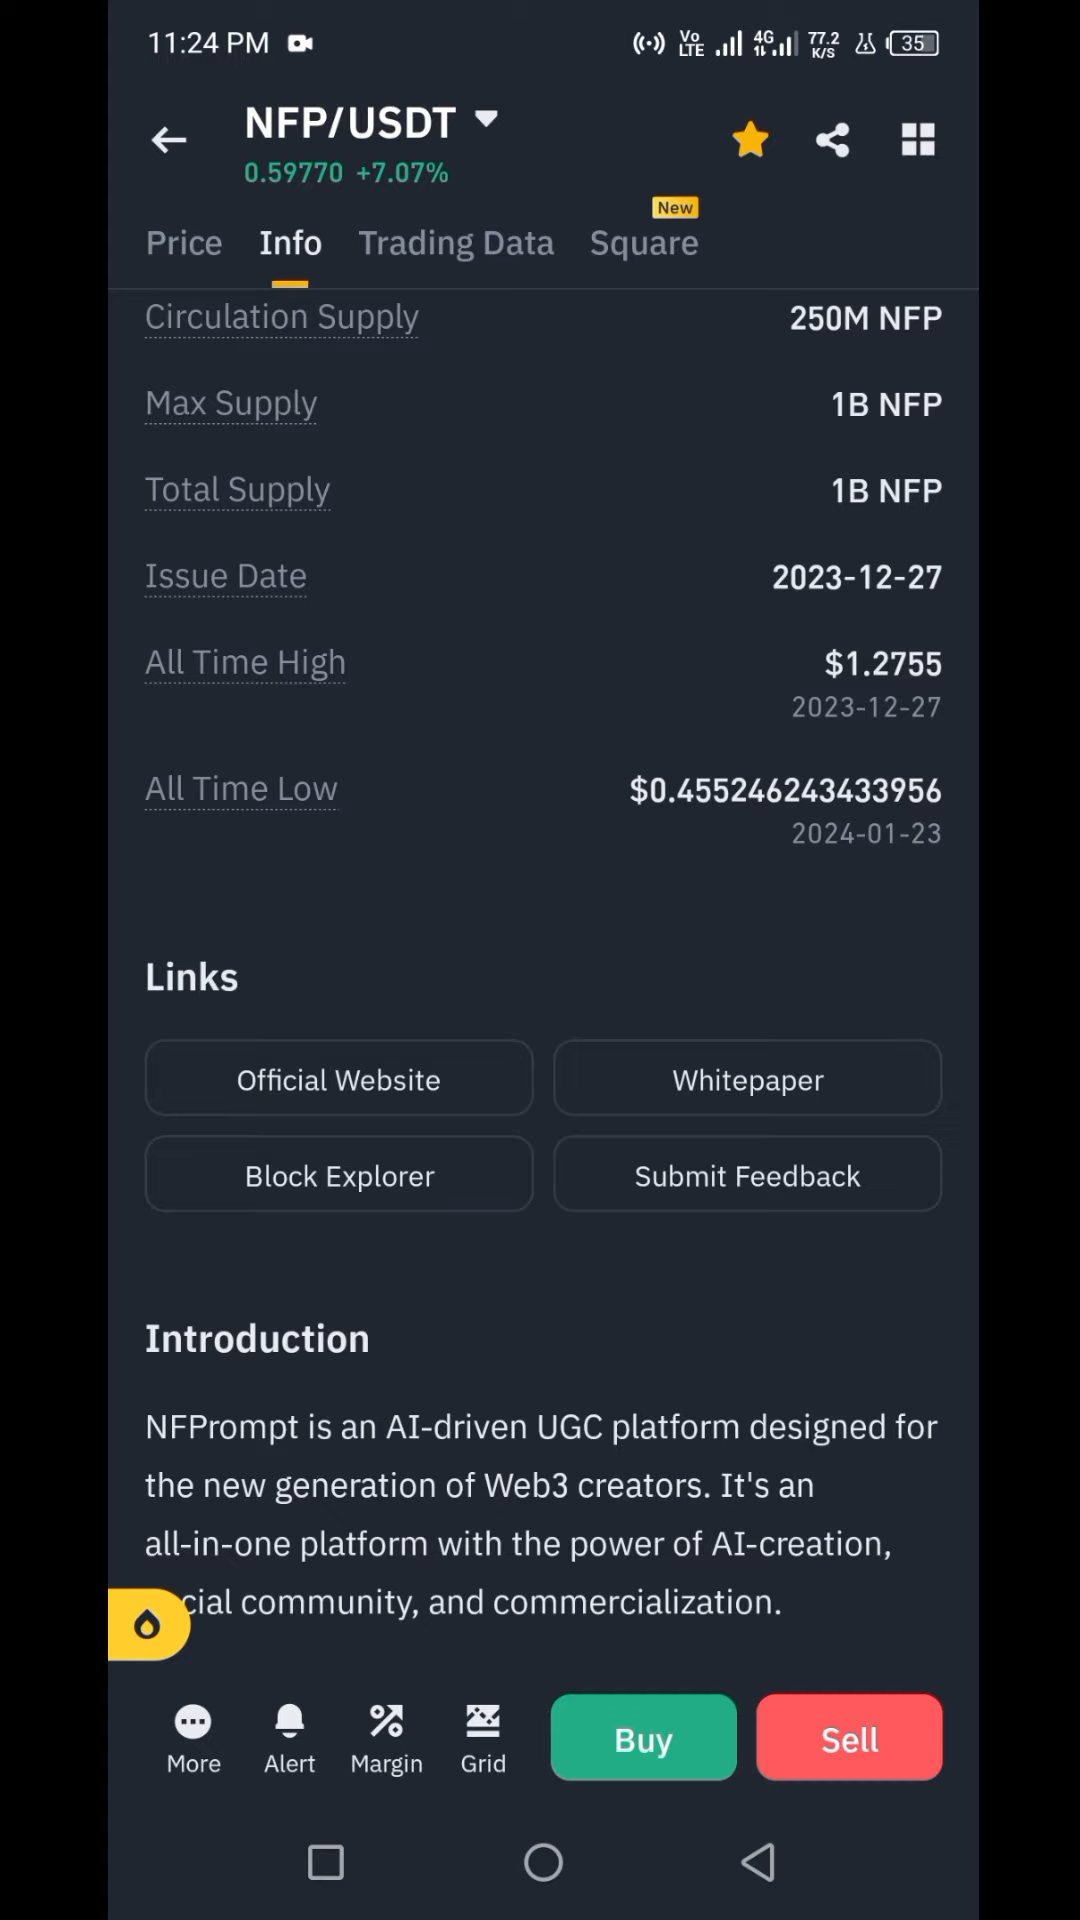 11:24 PM
Vo LTE 4G 77.2 K/S 35
NFP/USDT
0.59770 +7.07%
New
Price Info Trading Data Square
Circulation Supply 250M NFP
Max Supply 1B NFP
Total Supply 1B NFP
Issue Date 2023-12-27
All Time High $1.2755
2023-12-27
All Time Low $0.455246243433956
2024-01-23
Links
Official Website Whitepaper
Block Explorer Submit Feedback
Introduction
NFPrompt is an AI-driven UGC platform designed for
the new generation of Web3 creators. It's an
all-in-one platform with the power of AI-creation,
cial community, and commercialization.
More Alert Margin Grid Buy Sell